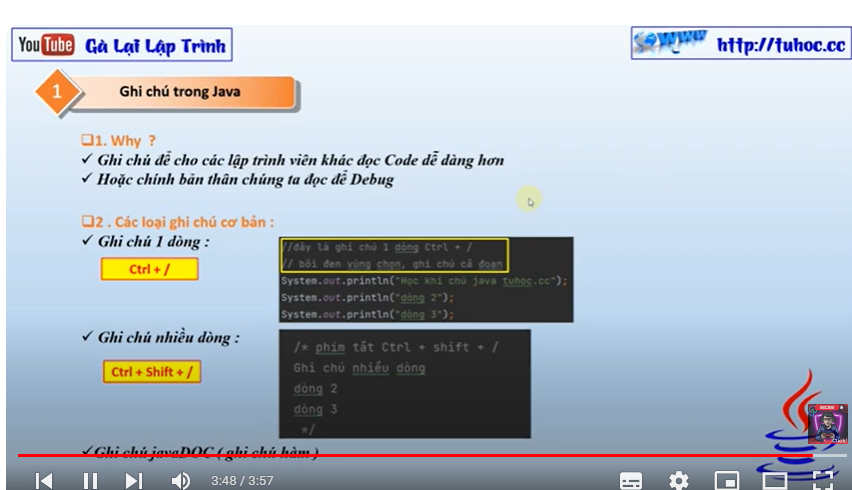 YouTube Gà Lại Lập Trình
www http://tuhoc.cc
1 Ghi chú trong Java
1. Why ?
✓ Ghi chú để cho các lập trình viên khác đọc Code dễ dàng hơn
✓ Hoặc chính bản thân chúng ta đọc để Debug
2 . Các loại ghi chú cơ bản :
✓ Ghi chú 1 dòng :
Ctrl + /
//đây là ghi chú 1 dòng Ctrl + /
// bôi đen vùng chọn, ghi chú cả đoạn
System.out.println("Học khi chú java tuhoc.cc");
System.out.println("dòng 2");
System.out.println("dòng 3");
✓ Ghi chú nhiều dòng :
Ctrl + Shift + /
/* phím tắt Ctrl + shift + /
Ghi chú nhiều dòng
dòng 2
dòng 3
*/
✓ Ghi chú javaDOC ( ghi chú hàm )
3:48 / 3:57